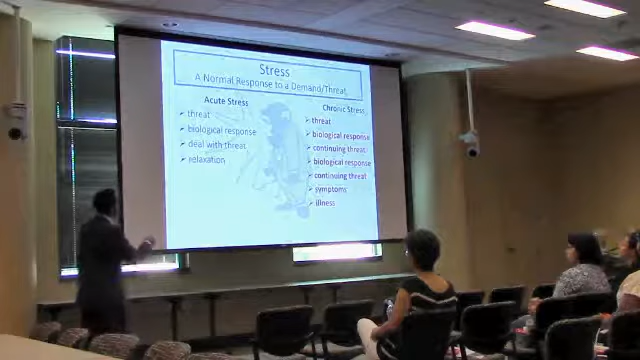 Stress
A Normal Response to a Demand/Threat
Acute Stress
threat
biological response
deal with threat
relaxation
Chronic Stress
threat
biological response
continuing threat
biological response
continuing threat
symptoms
illness